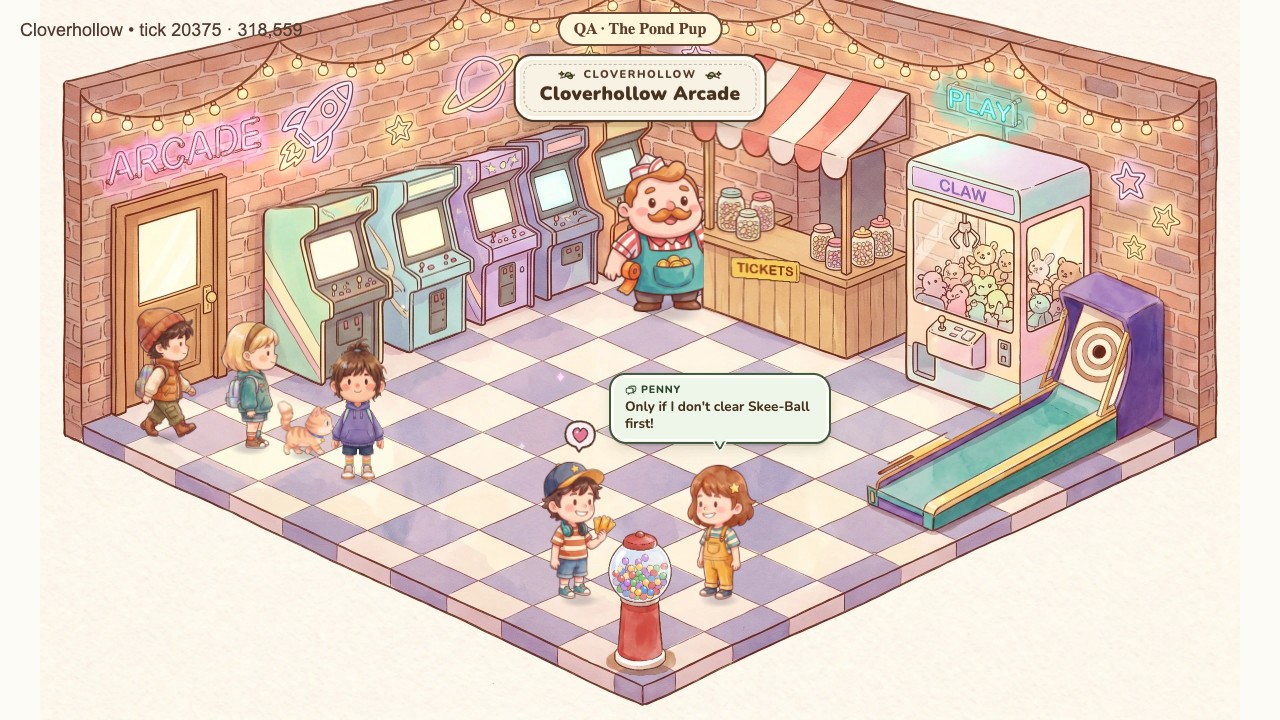 Cloverhollow • tick 20375 · 318,559
QA · The Pond Pup
CLOVERHOLLOW
Cloverhollow Arcade
ARCADE
PLAY
CLAW
TICKETS
PENNY
Only if I don't clear Skee-Ball
first!